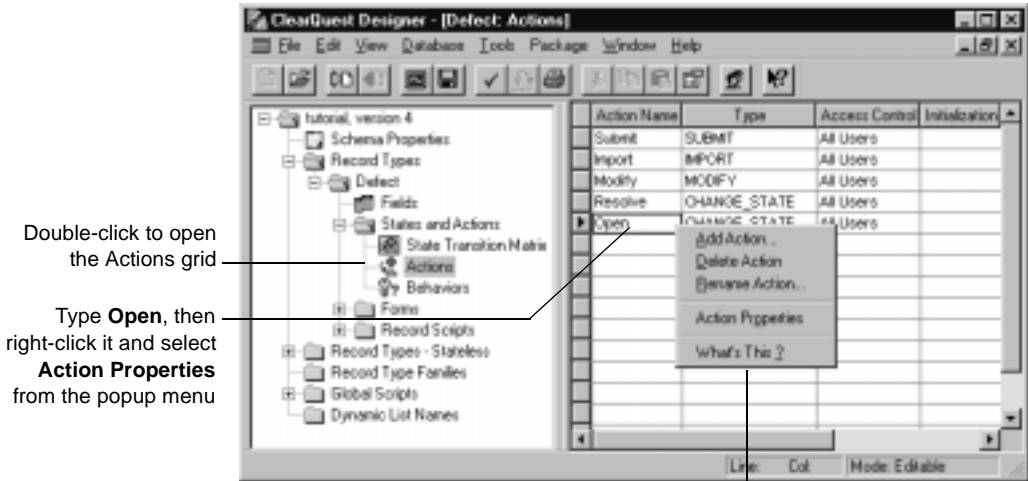 ClearQuest Designer - [Defect: Actions]
File Edit View Database Tools Package Window Help
tutorial, version 4
Schema Properties
Record Types
Defect
Fields
States and Actions
State Transition Matrix
Actions
Behaviors
Forms
Record Scripts
Record Types - Stateless
Record Type Families
Global Scripts
Dynamic List Names
Action Name Type Access Control Initialization
Submit SUBMIT All Users
Import IMPORT All Users
Modify MODIFY All Users
Resolve CHANGE_STATE All Users
Open CHANGE_STATE All Users
Add Action...
Delete Action
Rename Action...
Action Properties
What's This ?
Line: Col: Mode: Editable
Double-click to open
the Actions grid
Type Open, then
right-click it and select
Action Properties
from the popup menu